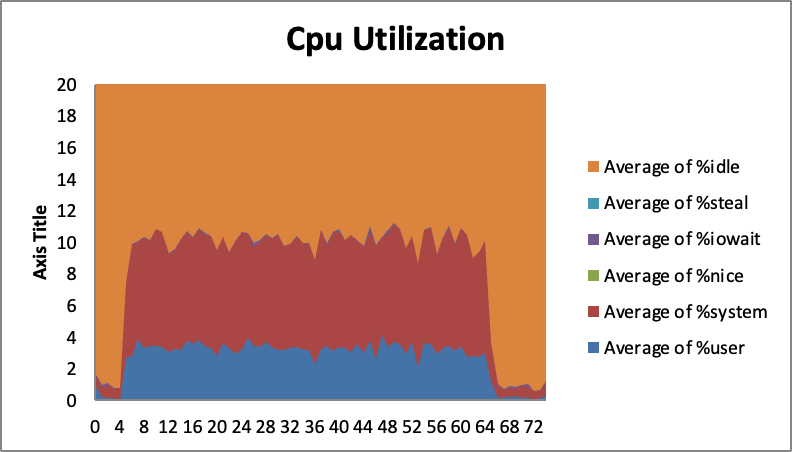 Cpu Utilization
20
18
16
14
12
10
8
6
4
2
0
Axis Title
0 4 8 12 16 20 24 28 32 36 40 44 48 52 56 60 64 68 72
Average of %idle
Average of %steal
Average of %iowait
Average of %nice
Average of %system
Average of %user